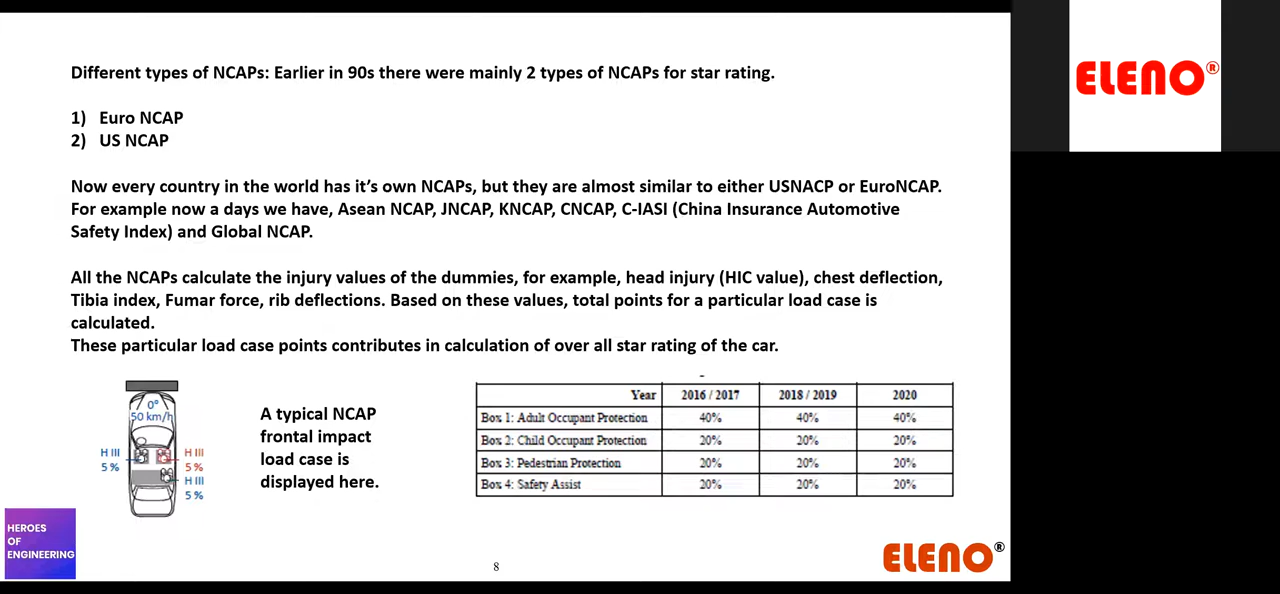 Different types of NCAPs: Earlier in 90s there were mainly 2 types of NCAPs for star rating.
1) Euro NCAP
2) US NCAP
Now every country in the world has it's own NCAPs, but they are almost similar to either USNACP or EuroNCAP.
For example now a days we have, Asean NCAP, JNCAP, KNCAP, CNCAP, C-IASI (China Insurance Automotive
Safety Index) and Global NCAP.
All the NCAPs calculate the injury values of the dummies, for example, head injury (HIC value), chest deflection,
Tibia index, Fumar force, rib deflections. Based on these values, total points for a particular load case is
calculated.
These particular load case points contributes in calculation of over all star rating of the car.
0°
50 km/h
H III
5 %
H III
5 %
H III
5 %
A typical NCAP
frontal impact
load case is
displayed here.
Year 2016 / 2017 2018 / 2019 2020
Box 1: Adult Occupant Protection 40% 40% 40%
Box 2: Child Occupant Protection 20% 20% 20%
Box 3: Pedestrian Protection 20% 20% 20%
Box 4: Safety Assist 20% 20% 20%
HEROES
OF
ENGINEERING
8
ELENO®
ELENO®